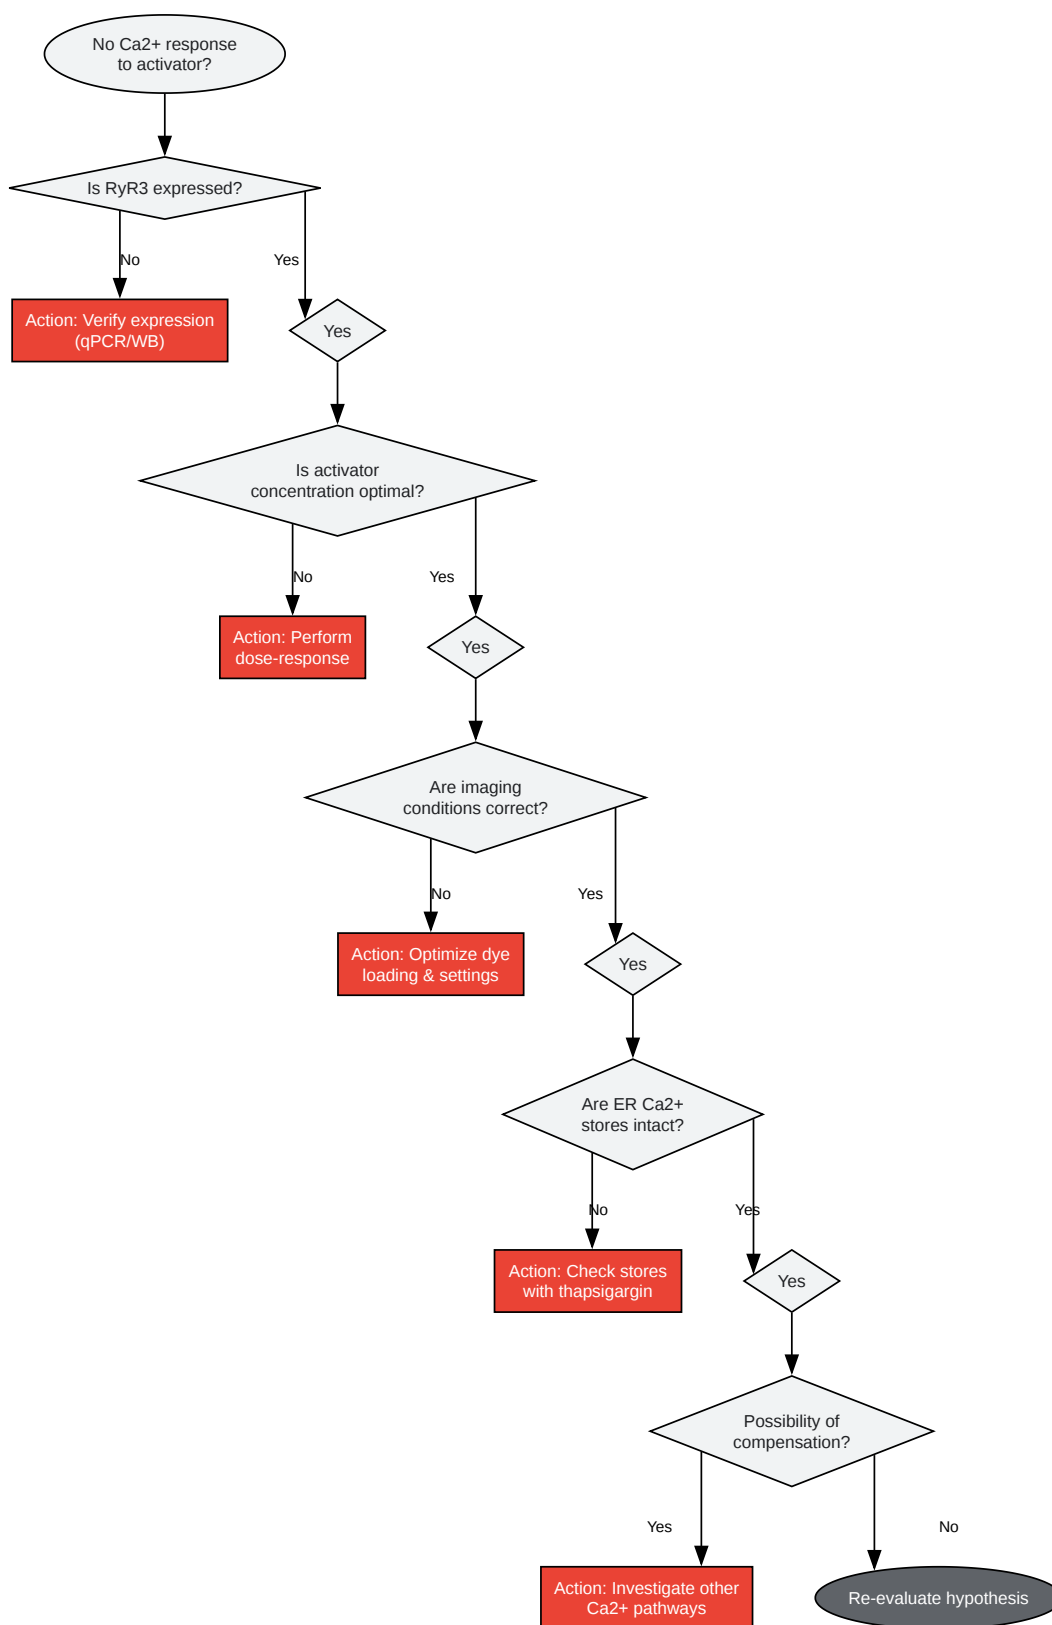 No Ca2+ response
to activator?
Is RyR3 expressed?
No
Yes
Action: Verify expression
(qPCR/WB)
Yes
Is activator
concentration optimal?
No
Yes
Action: Perform
dose-response
Yes
Are imaging
conditions correct?
No
Yes
Action: Optimize dye
loading & settings
Yes
Are ER Ca2+
stores intact?
No
Yes
Action: Check stores
with thapsigargin
Yes
Possibility of
compensation?
Yes
No
Action: Investigate other
Ca2+ pathways
Re-evaluate hypothesis